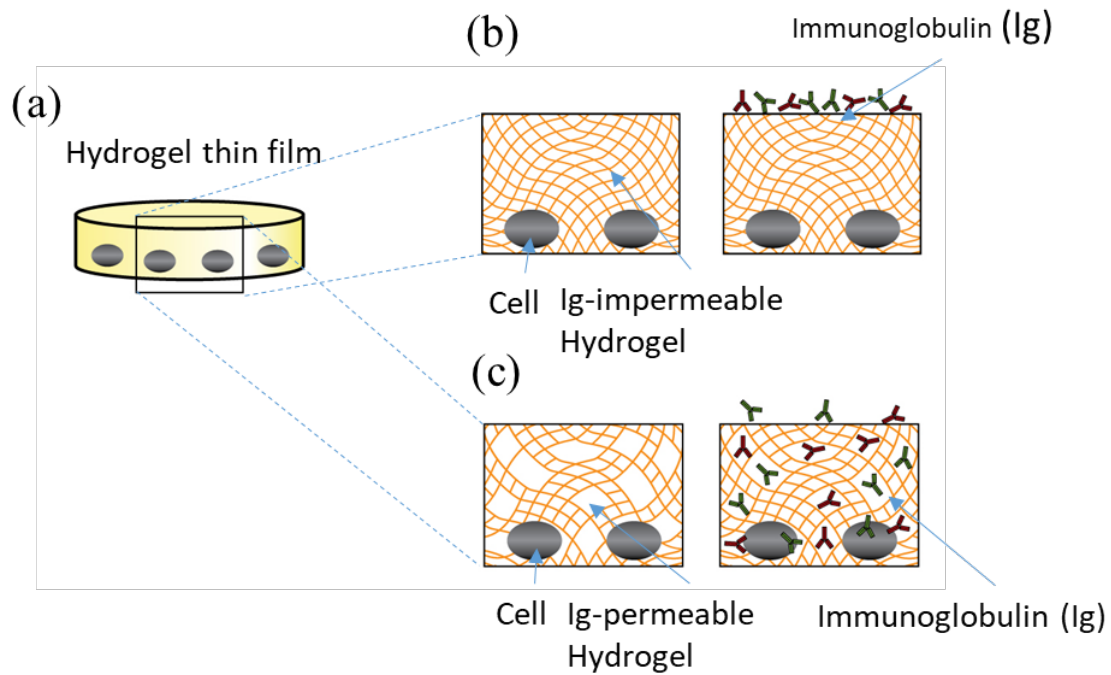 (b)
Immunoglobulin (Ig)
(a)
Hydrogel thin film
Cell
Ig-impermeable
Hydrogel
(c)
Cell
Ig-permeable
Hydrogel
Immunoglobulin (Ig)